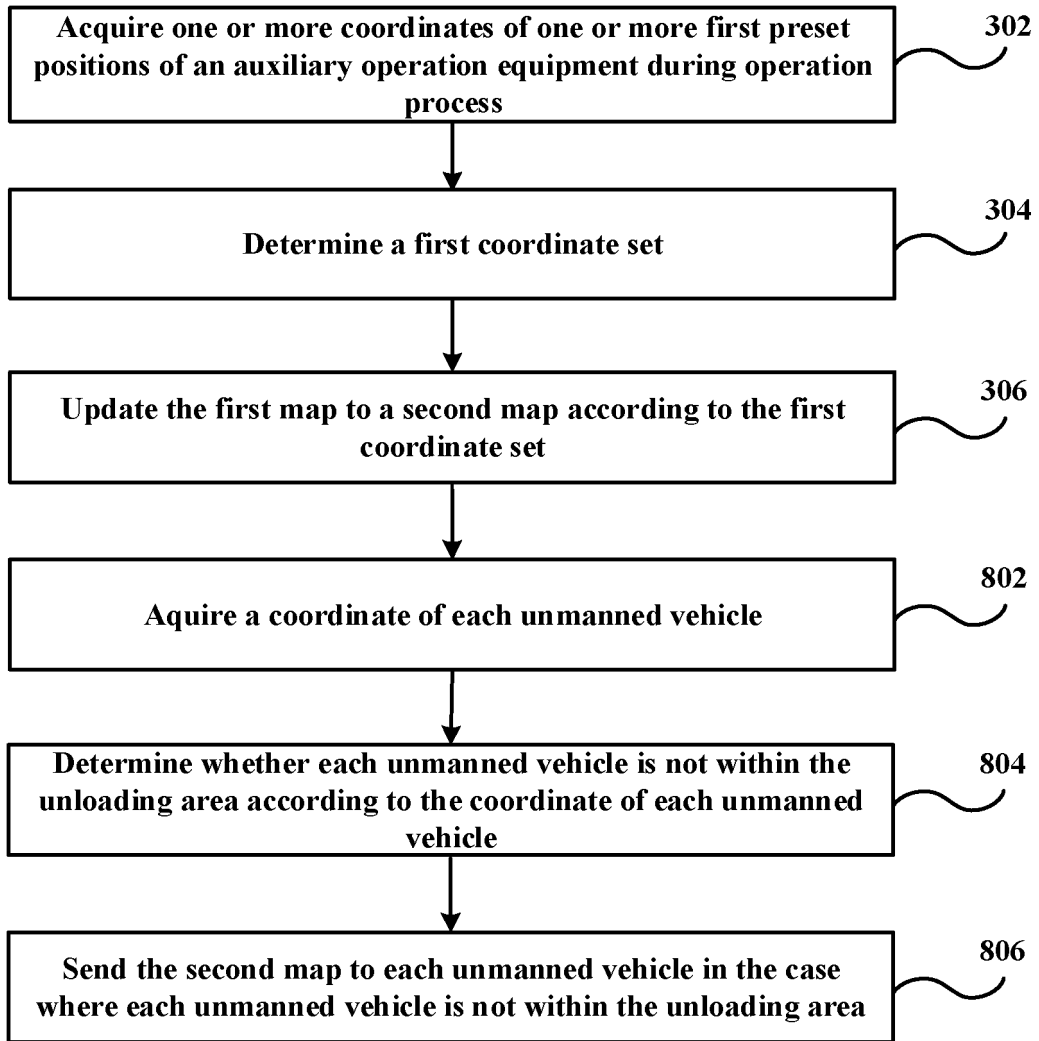 Acquire one or more coordinates of one or more first preset
positions of an auxiliary operation equipment during operation
process
302
Determine a first coordinate set
304
Update the first map to a second map according to the first
coordinate set
306
Aquire a coordinate of each unmanned vehicle
802
Determine whether each unmanned vehicle is not within the
unloading area according to the coordinate of each unmanned
vehicle
804
Send the second map to each unmanned vehicle in the case
where each unmanned vehicle is not within the unloading area
806